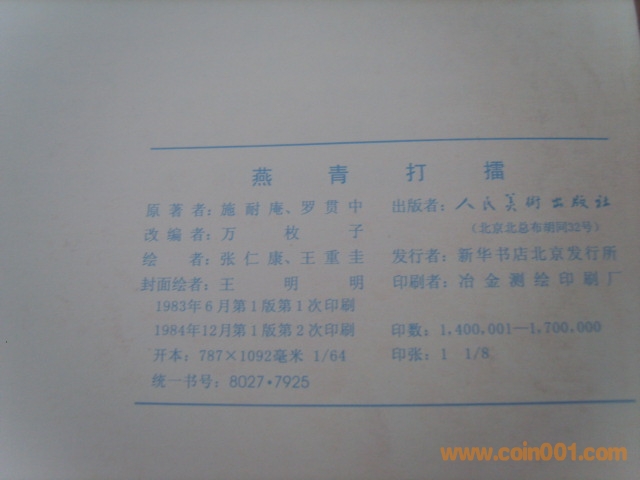 燕青打擂
原著者：施耐庵、罗贯中
改编者：万枚子
绘者：张仁康、王重圭
封面绘者：王明明
1983年6月第1版第1次印刷
1984年12月第1版第2次印刷
开本：787×1092毫米 1/64
统一书号：8027·7925
出版者：人民美术出版社
（北京北总布胡同32号）
发行者：新华书店北京发行所
印刷者：冶金测绘印刷厂
印数：1,400,001—1,700,000
印张：1 1/8
www.coin001.com